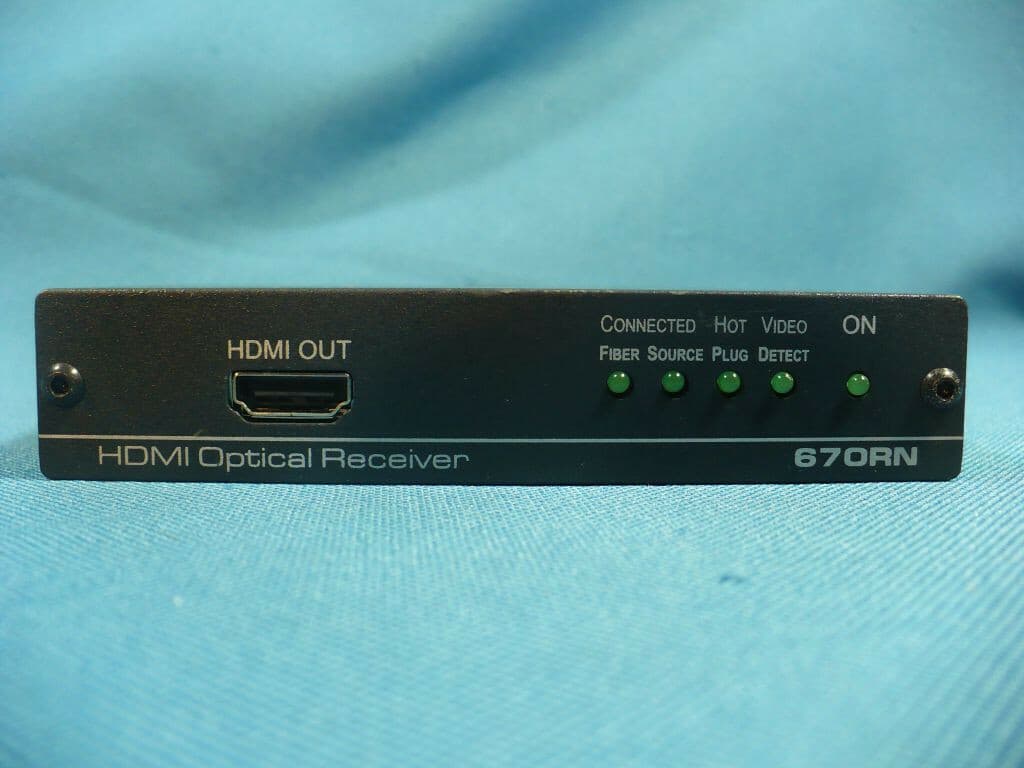 HDMI OUT
CONNECTED HOT VIDEO ON
FIBER SOURCE PLUG DETECT
HDMI Optical Receiver 670RN